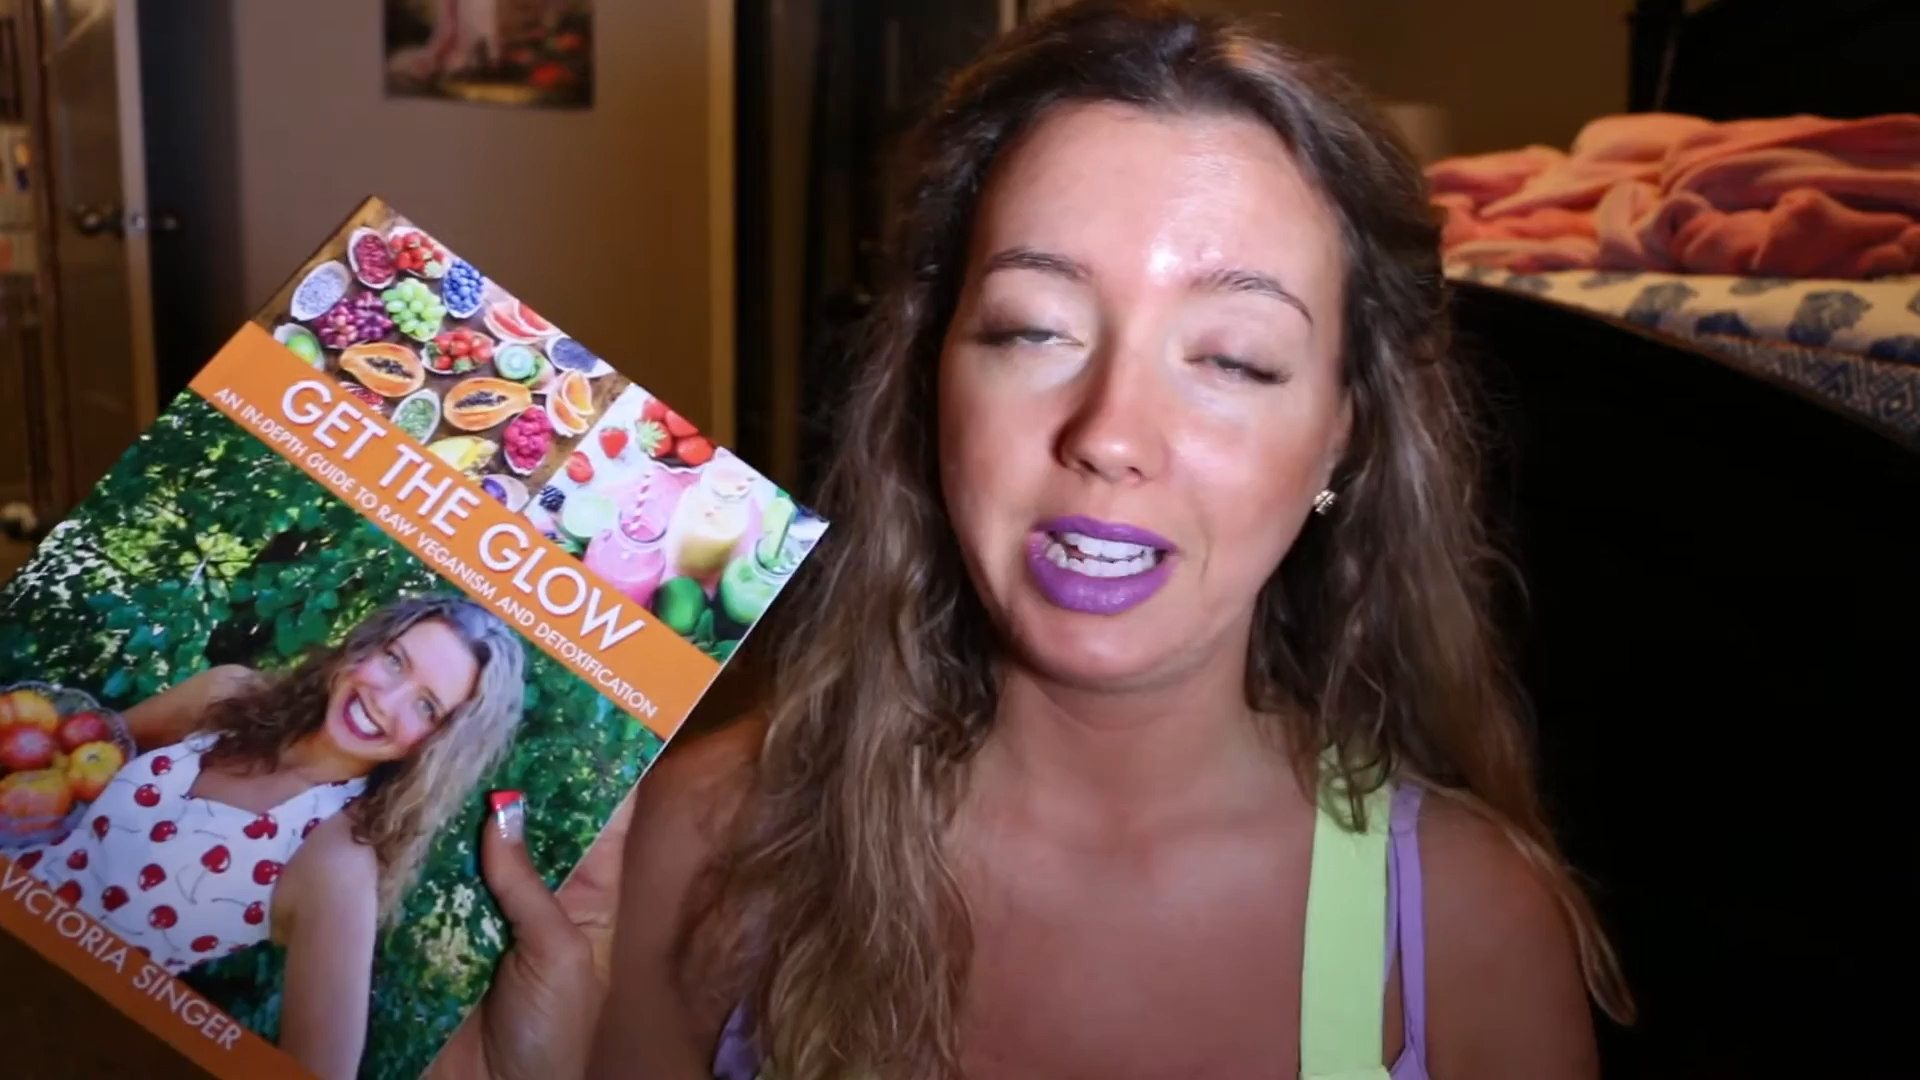 GET THE GLOW
AN IN-DEPTH GUIDE TO RAW VEGANISM AND DETOXIFICATION
VICTORIA SINGER